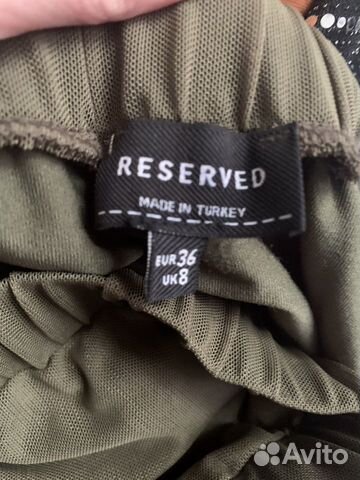 RESERVED
MADE IN TURKEY
EUR 36
UK 8
Avito